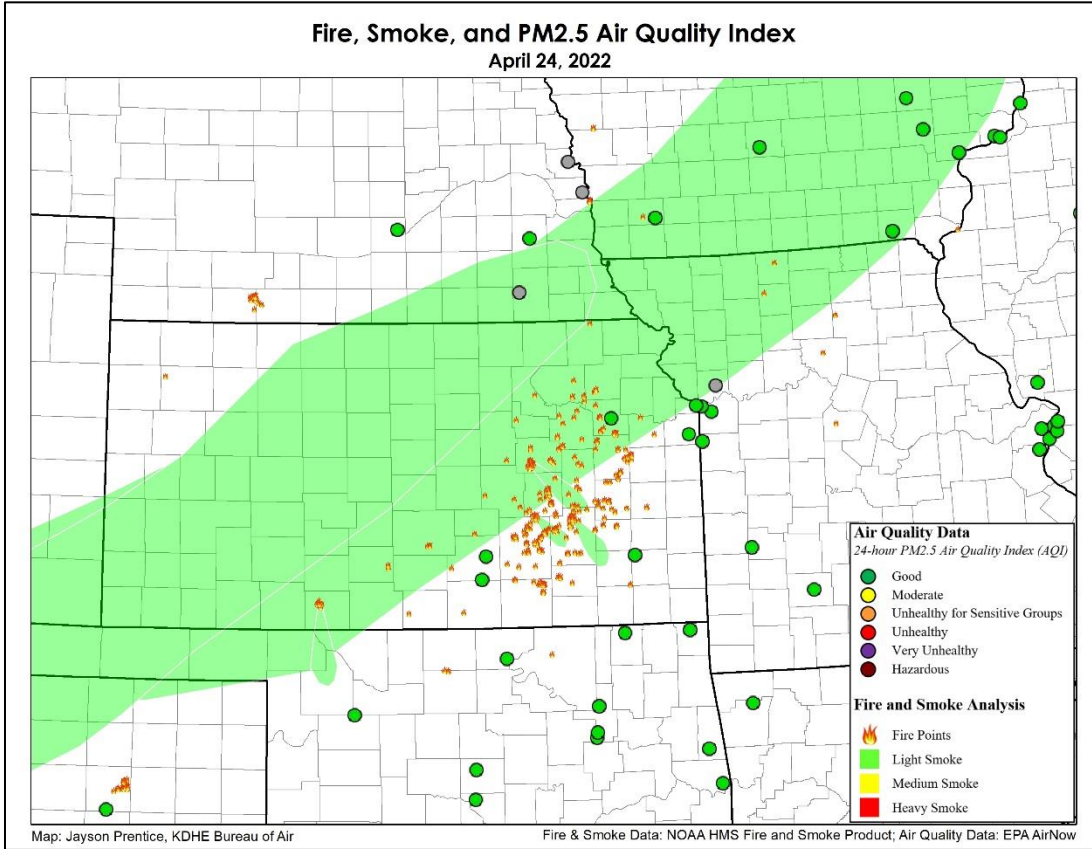 Fire, Smoke, and PM2.5 Air Quality Index
April 24, 2022
Air Quality Data
24-hour PM2.5 Air Quality Index (AQI)
Good
Moderate
Unhealthy for Sensitive Groups
Unhealthy
Very Unhealthy
Hazardous
Fire and Smoke Analysis
Fire Points
Light Smoke
Medium Smoke
Heavy Smoke
Map: Jayson Prentice, KDHE Bureau of Air
Fire & Smoke Data: NOAA HMS Fire and Smoke Product; Air Quality Data: EPA AirNow